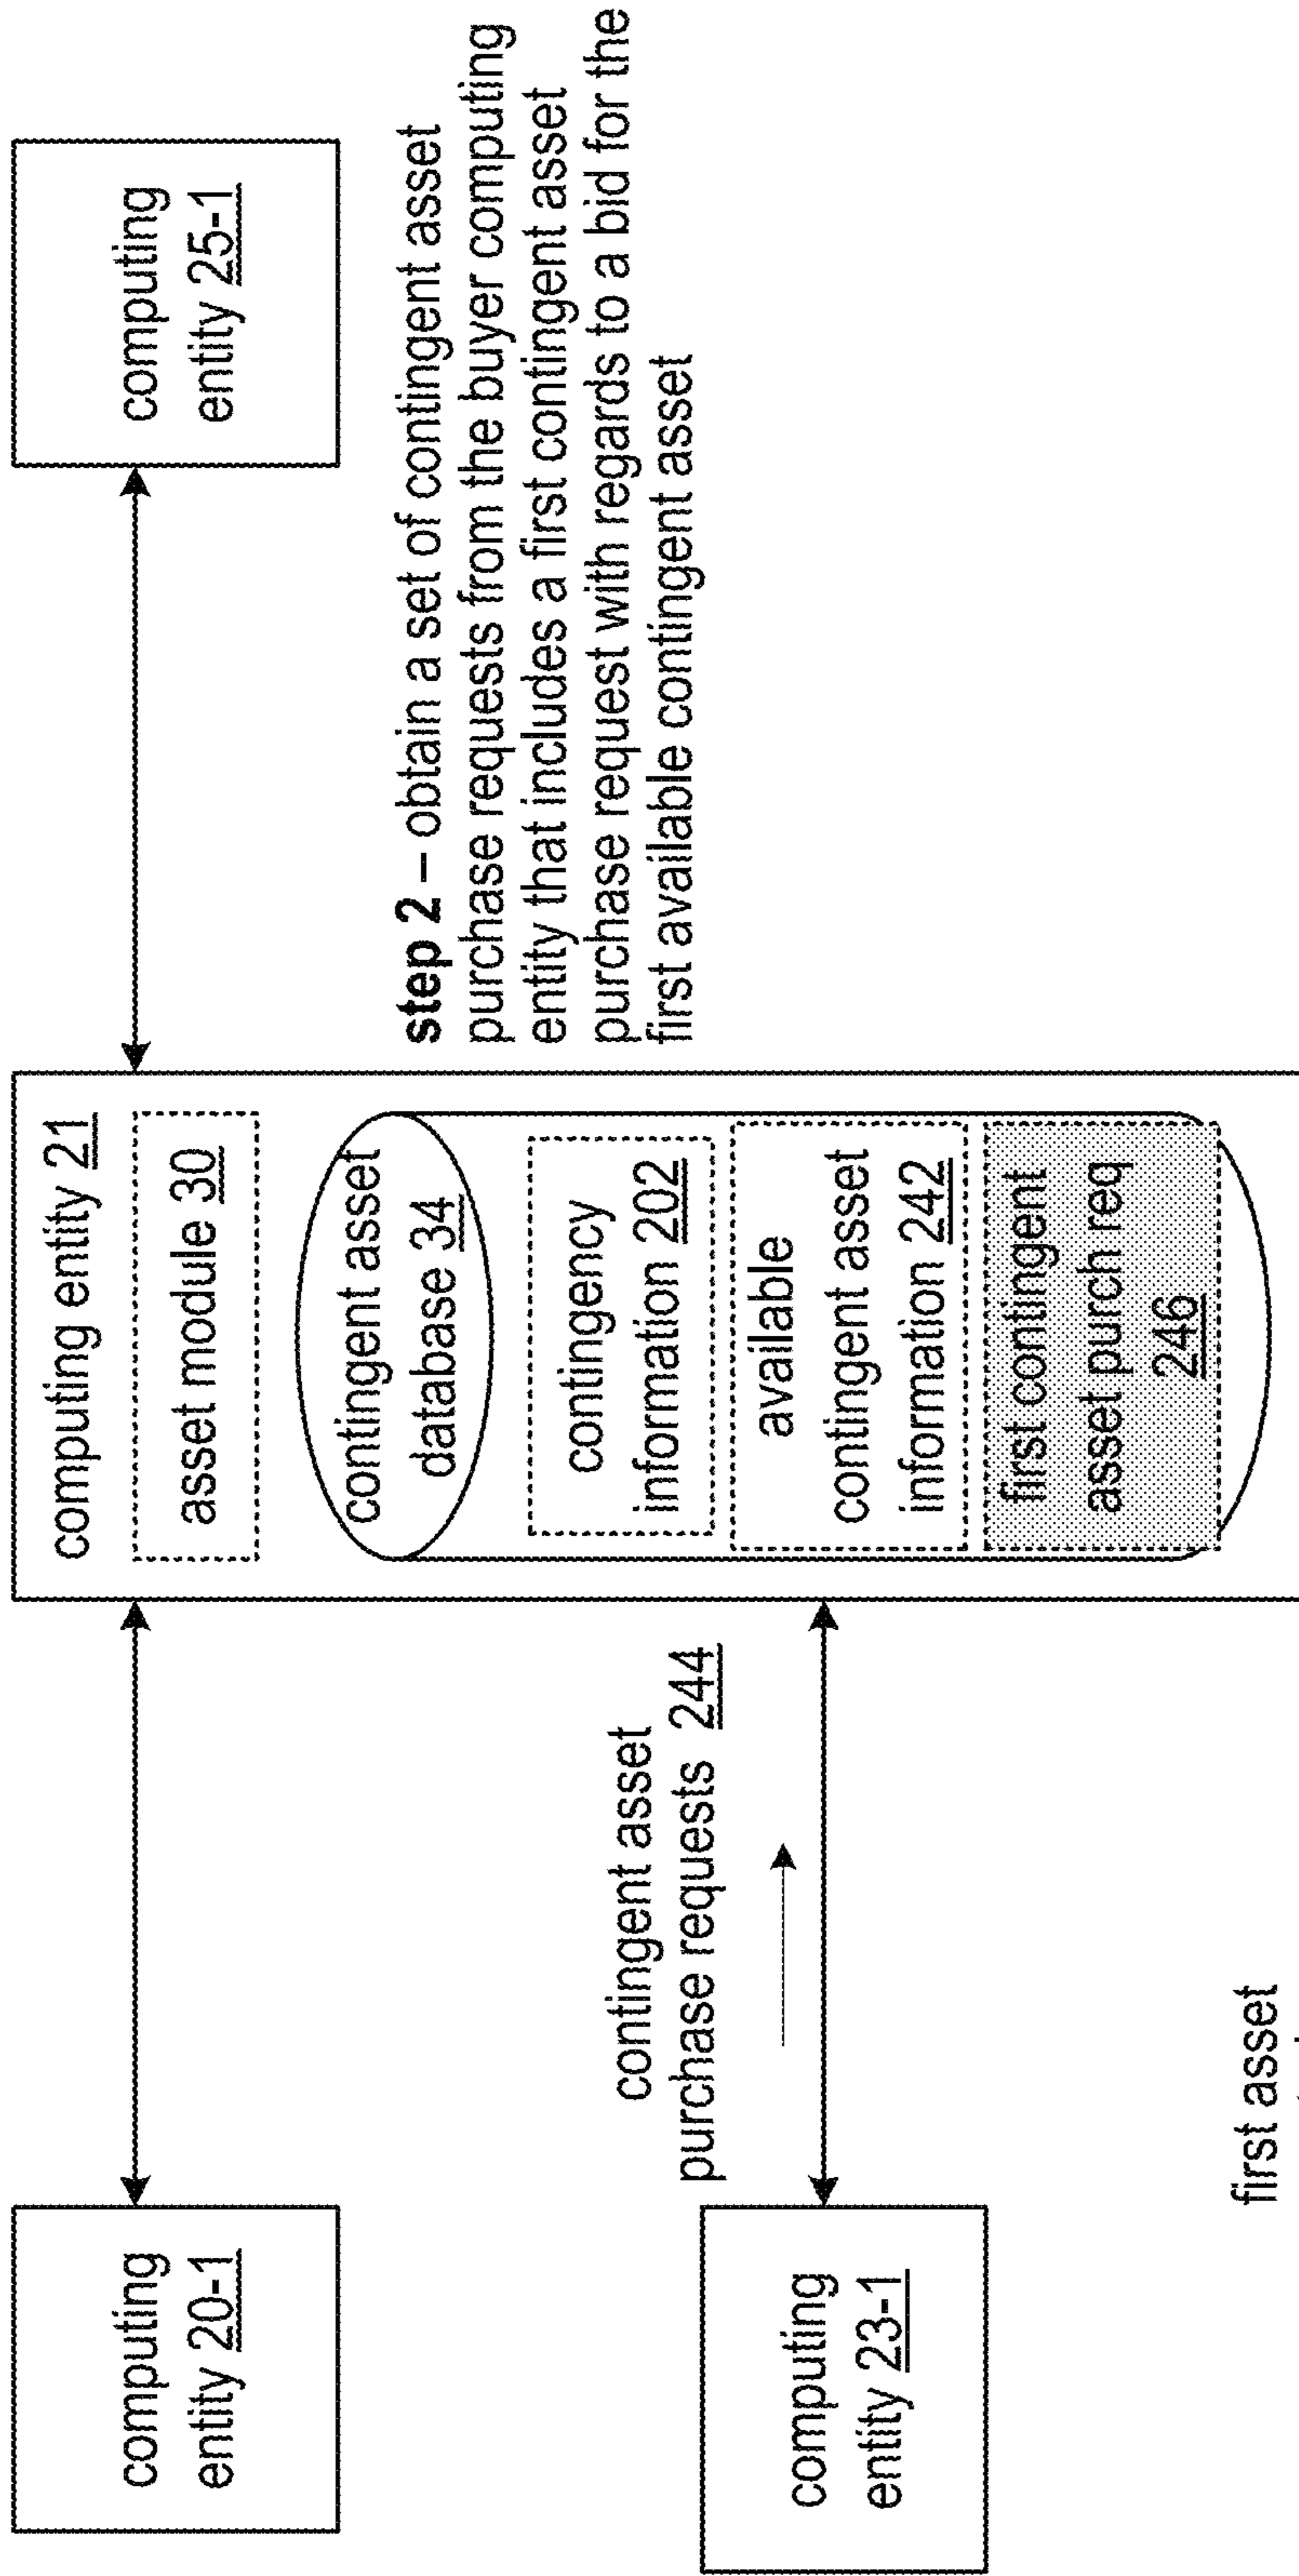 computing
entity 20-1
computing entity 21
asset module 30
contingent asset
database 34
contingency
information 202
available
contingent asset
information 242
first contingent
asset purch req
246
computing
entity 25-1
step 2 – obtain a set of contingent asset
purchase requests from the buyer computing
entity that includes a first contingent asset
purchase request with regards to a bid for the
first available contingent asset
contingent asset
purchase requests 244
computing
entity 23-1
first asset